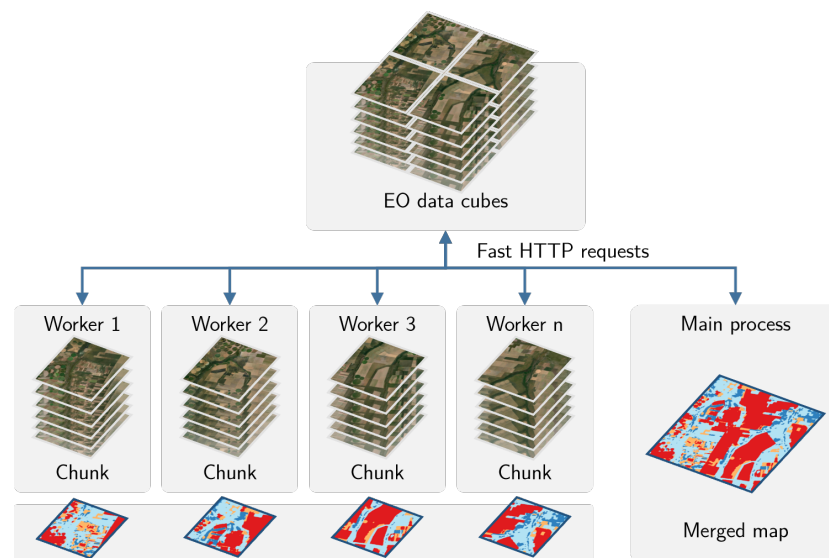 EO data cubes
Fast HTTP requests
Worker 1
Worker 2
Worker 3
Worker n
Main process
Chunk
Chunk
Chunk
Chunk
Merged map